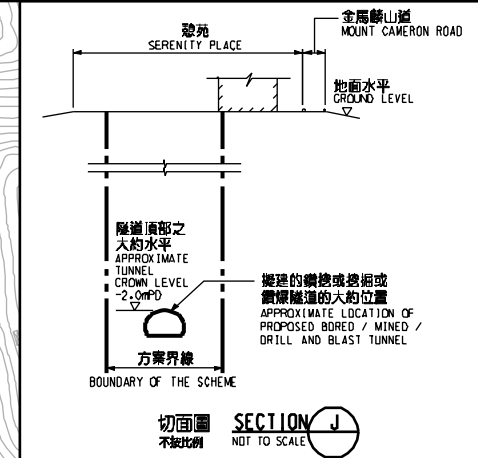 憩苑
SERENITY PLACE
金馬麟山道
MOUNT CAMERON ROAD
地面水平
GROUND LEVEL
隧道頂部之
大約水平
APPROXIMATE
TUNNEL
CROWN LEVEL
-2.0mPD
擬建的鑽挖或挖掘或
鑽爆隧道的大約位置
APPROXIMATE LOCATION OF
PROPOSED BORED / MINED /
DRILL AND BLAST TUNNEL
方案界線
BOUNDARY OF THE SCHEME
切面圖 SECTION J
不按比例 NOT TO SCALE